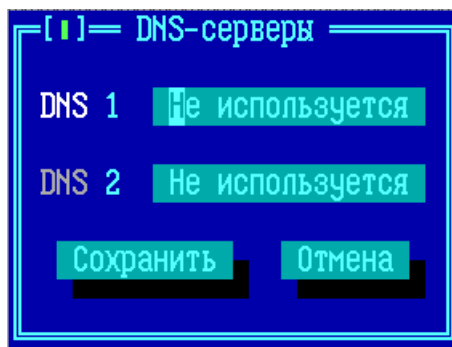 [▪] DNS-серверы
DNS 1 Не используется
DNS 2 Не используется
Сохранить Отмена